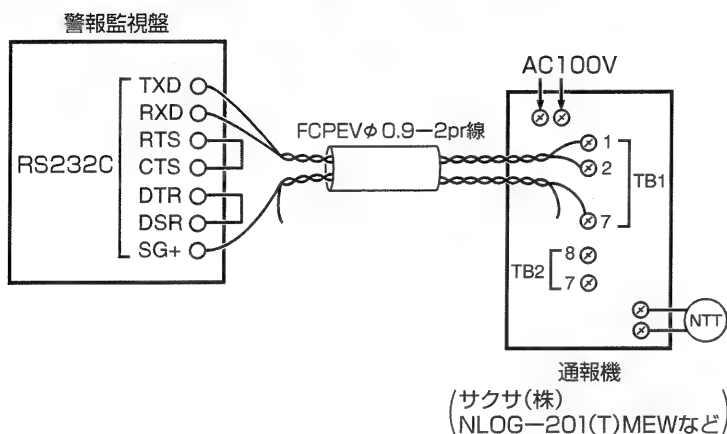 警報監視盤
RS232C
TXD
RXD
RTS
CTS
DTR
DSR
SG+
FCPEVφ0.9−2pr線
AC100V
1
2
7
TB1
TB2
8
7
NTT
通報機
(サクサ(株)
NLOG−201(T)MEWなど)